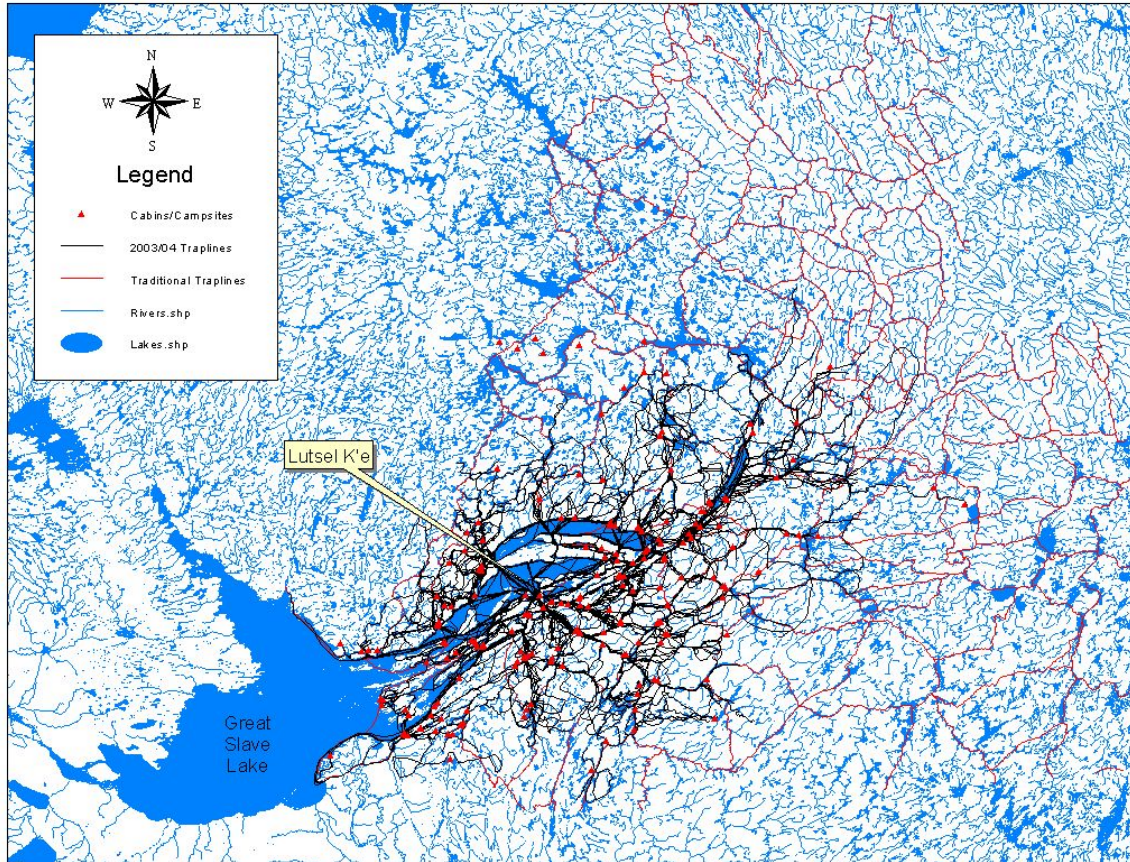 N
W E
S
Legend
Cabins/Campsites
2003/04 Traplines
Traditional Traplines
Rivers.shp
Lakes.shp
Lutsel K'e
Great
Slave
Lake